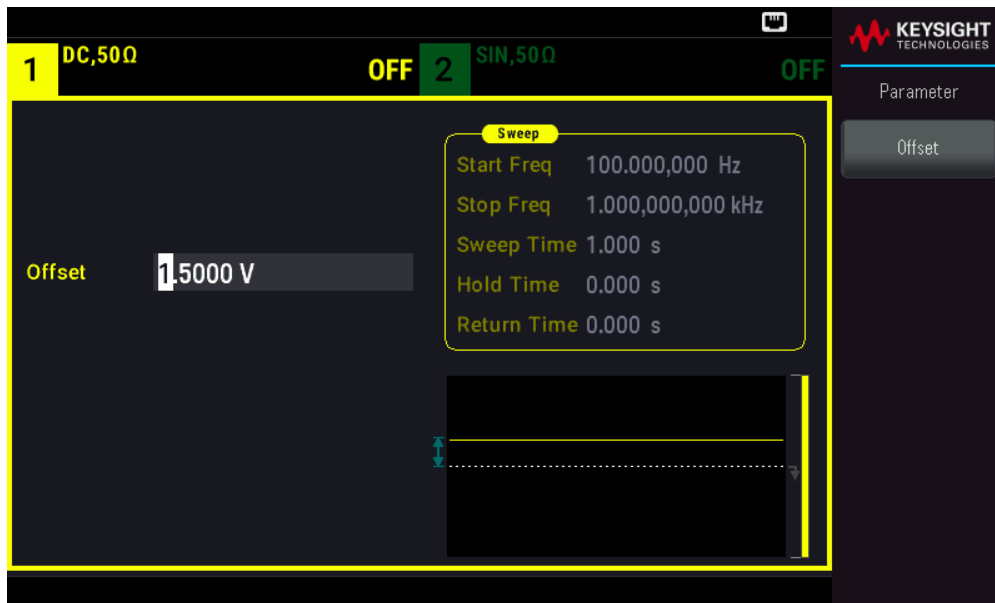 KEYSIGHT
TECHNOLOGIES
1 DC,50Ω OFF 2 SIN,50Ω OFF
Parameter
Offset
Sweep
Start Freq 100.000,000 Hz
Stop Freq 1.000,000,000 kHz
Sweep Time 1.000 s
Offset 1.5000 V
Hold Time 0.000 s
Return Time 0.000 s